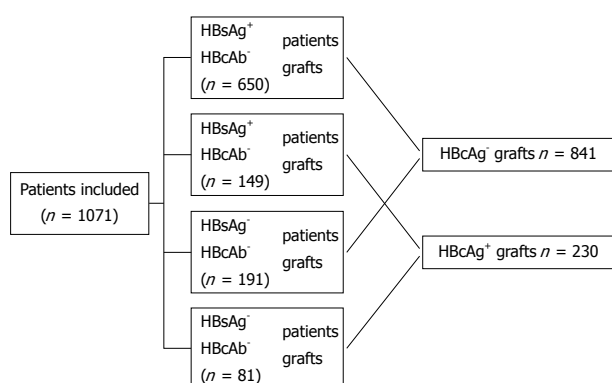 HBsAg⁺ patients
HBcAb⁻ grafts
(n = 650)
HBsAg⁺ patients
HBcAb⁻ grafts
(n = 149)
HBsAg⁻ patients
HBcAb⁻ grafts
(n = 191)
HBsAg⁻ patients
HBcAb⁻ grafts
(n = 81)
Patients included
(n = 1071)
HBcAg⁻ grafts n = 841
HBcAg⁺ grafts n = 230